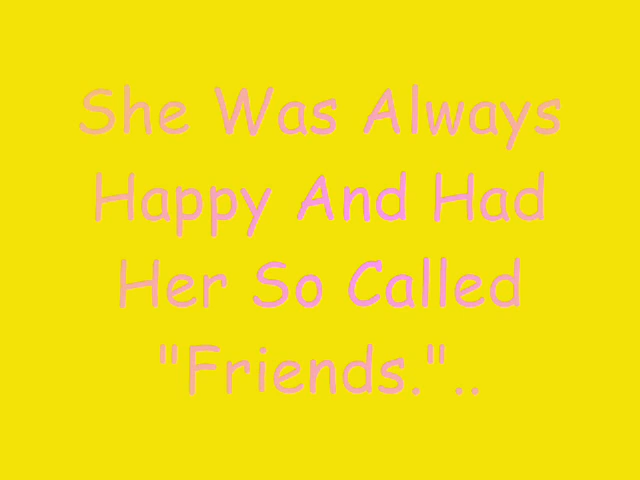 She Was Always
Happy And Had
Her So Called
"Friends."..